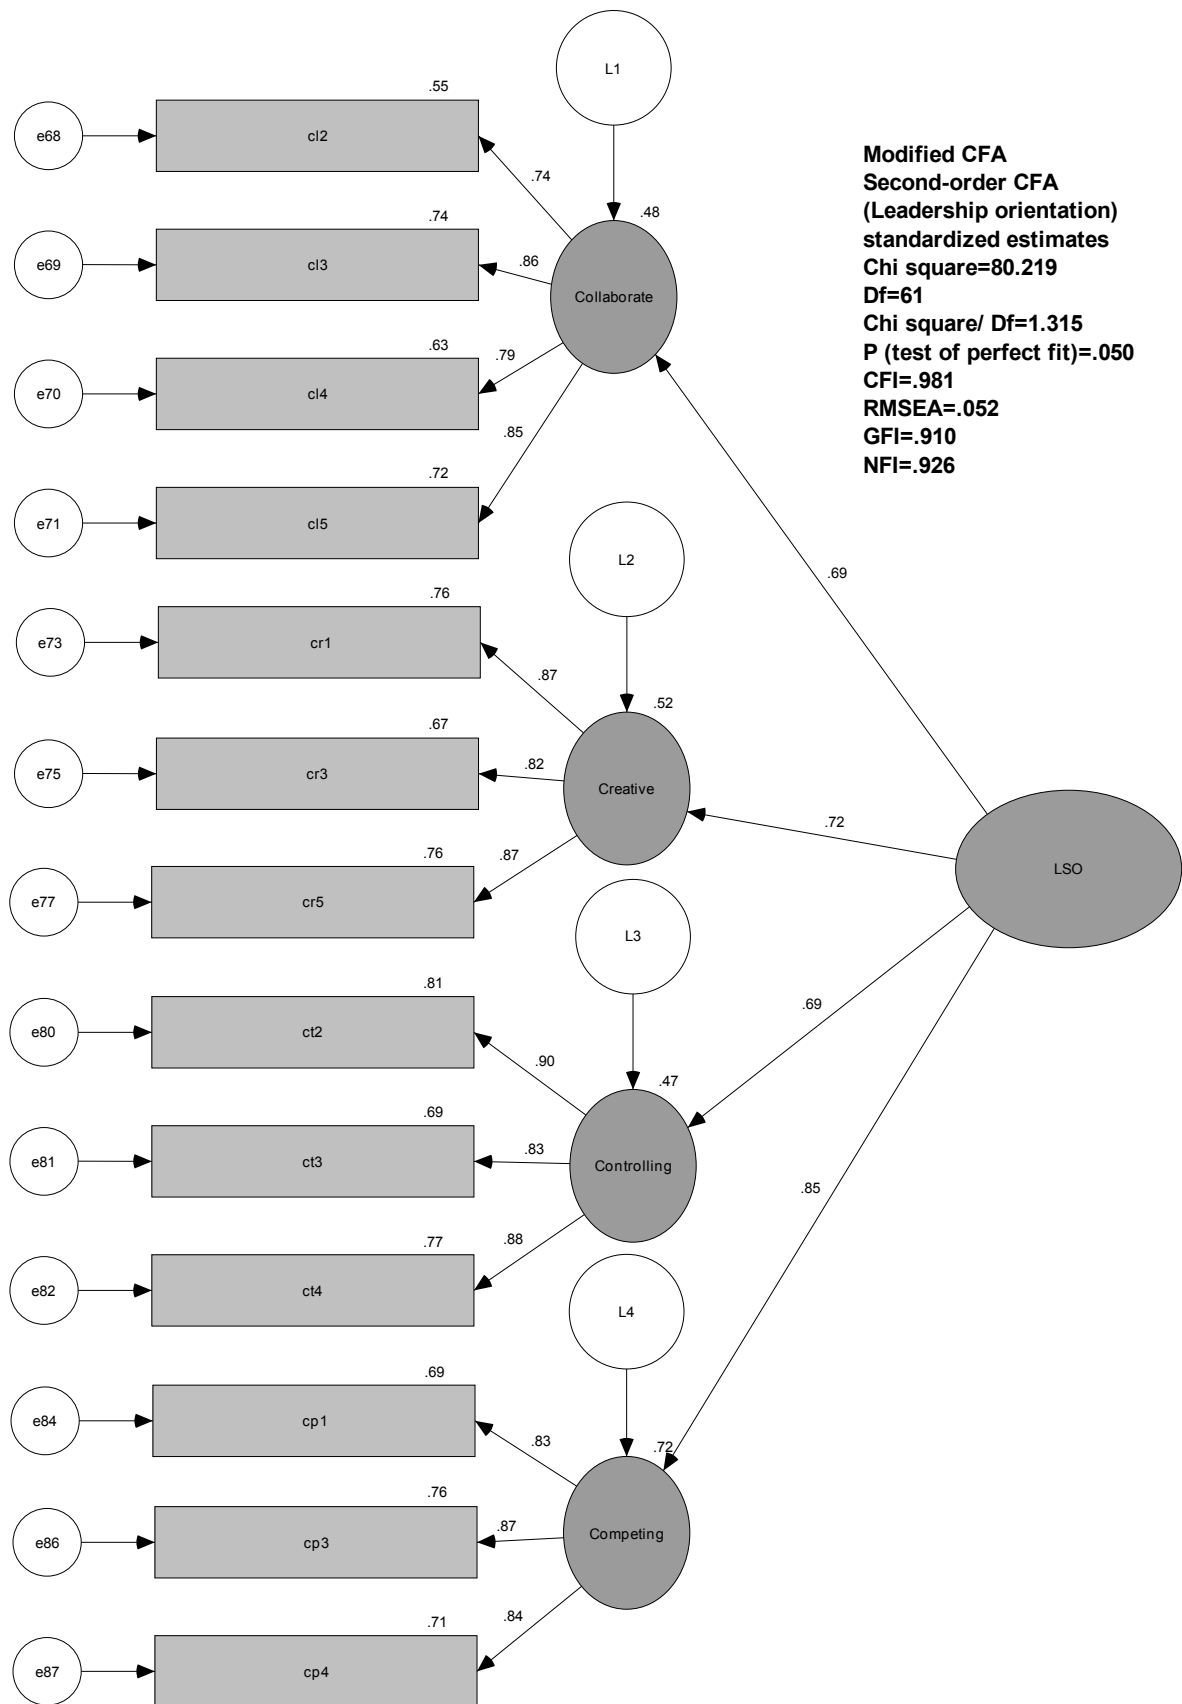 L1
.55
e68
cl2
.74
Modified CFA
Second-order CFA
(Leadership orientation)
standardized estimates
Chi square=80.219
Df=61
Chi square/ Df=1.315
P (test of perfect fit)=.050
CFI=.981
RMSEA=.052
GFI=.910
NFI=.926
.48
.74
e69
cl3
.86
Collaborate
.63
e70
cl4
.79
.85
.72
e71
cl5
L2
.69
.76
e73
cr1
.87
.52
.67
e75
cr3
.82
Creative
.72
.76
e77
cr5
.87
LSO
L3
.81
e80
ct2
.90
.69
.47
.69
e81
ct3
.83
Controlling
.85
.77
e82
ct4
.88
L4
.69
e84
cp1
.83
.72
.76
e86
cp3
.87
Competing
.71
e87
cp4
.84